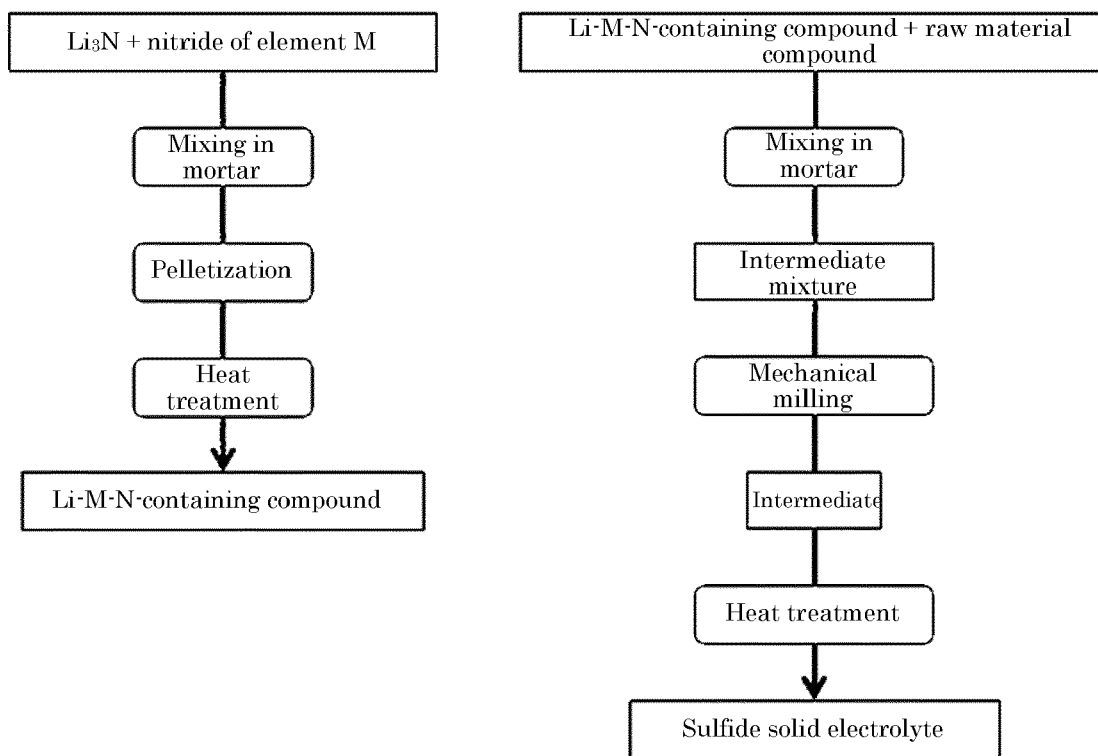 Li₃N + nitride of element M
Mixing in
mortar
Pelletization
Heat
treatment
Li-M-N-containing compound
Li-M-N-containing compound + raw material
compound
Mixing in
mortar
Intermediate
mixture
Mechanical
milling
Intermediate
Heat treatment
Sulfide solid electrolyte